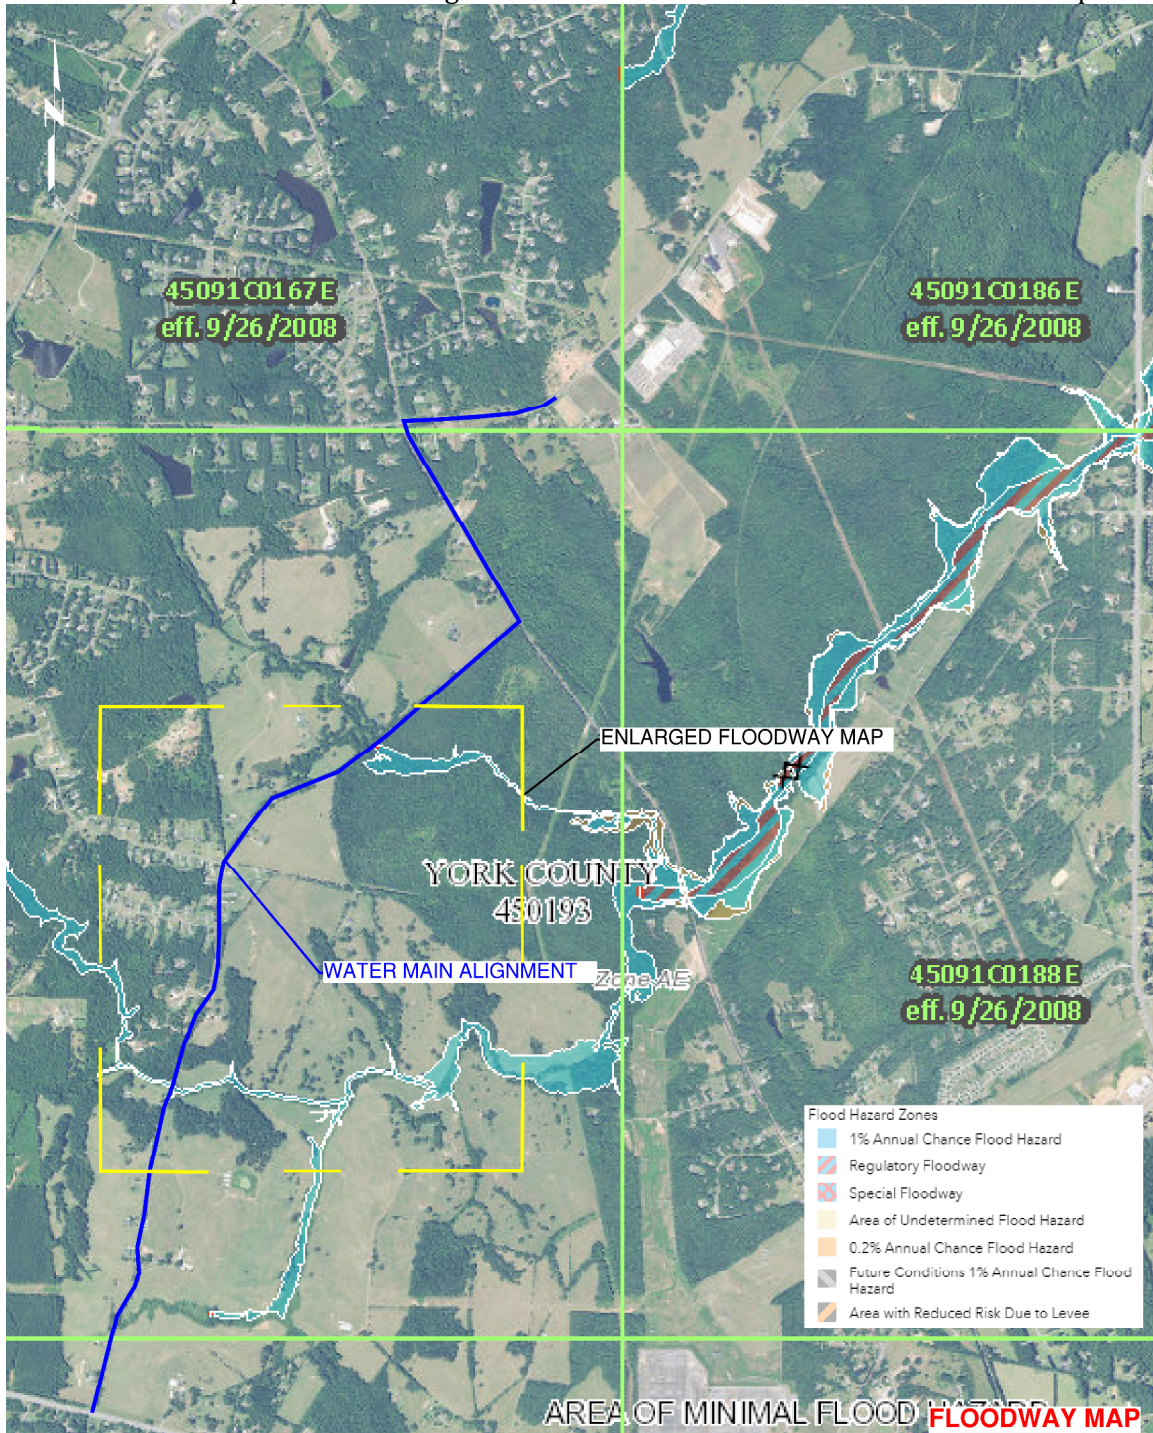 45091C0167E
eff. 9/26/2008
45091C0186E
eff. 9/26/2008
ENLARGED FLOODWAY MAP
YORK COUNTY
450193
WATER MAIN ALIGNMENT
Zone AE
45091C0188E
eff. 9/26/2008
Flood Hazard Zones
1% Annual Chance Flood Hazard
Regulatory Floodway
Special Floodway
Area of Undetermined Flood Hazard
0.2% Annual Chance Flood Hazard
Future Conditions 1% Annual Chance Flood
Hazard
Area with Reduced Risk Due to Levee
AREA OF MINIMAL FLOOD HAZARD
FLOODWAY MAP